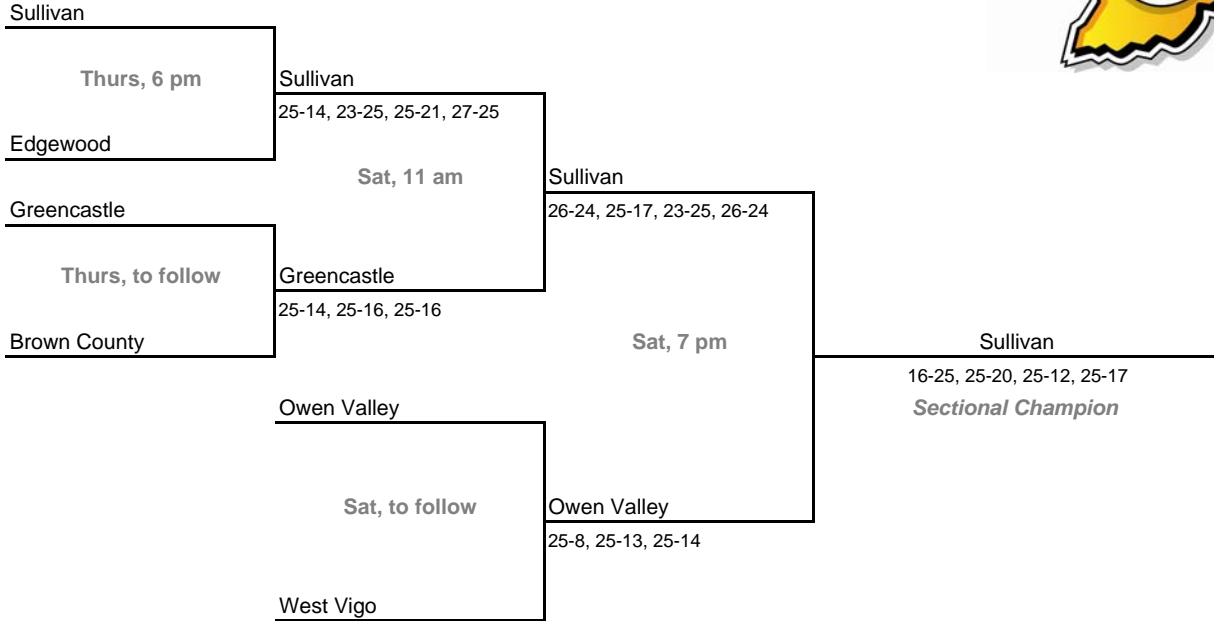 Sullivan
Thurs, 6 pm
Sullivan
25-14, 23-25, 25-21, 27-25
Edgewood
Sat, 11 am
Sullivan
Greencastle
26-24, 25-17, 23-25, 26-24
Thurs, to follow
Greencastle
25-14, 25-16, 25-16
Brown County
Sat, 7 pm
Sullivan
16-25, 25-20, 25-12, 25-17
Owen Valley
Sectional Champion
Sat, to follow
Owen Valley
25-8, 25-13, 25-14
West Vigo